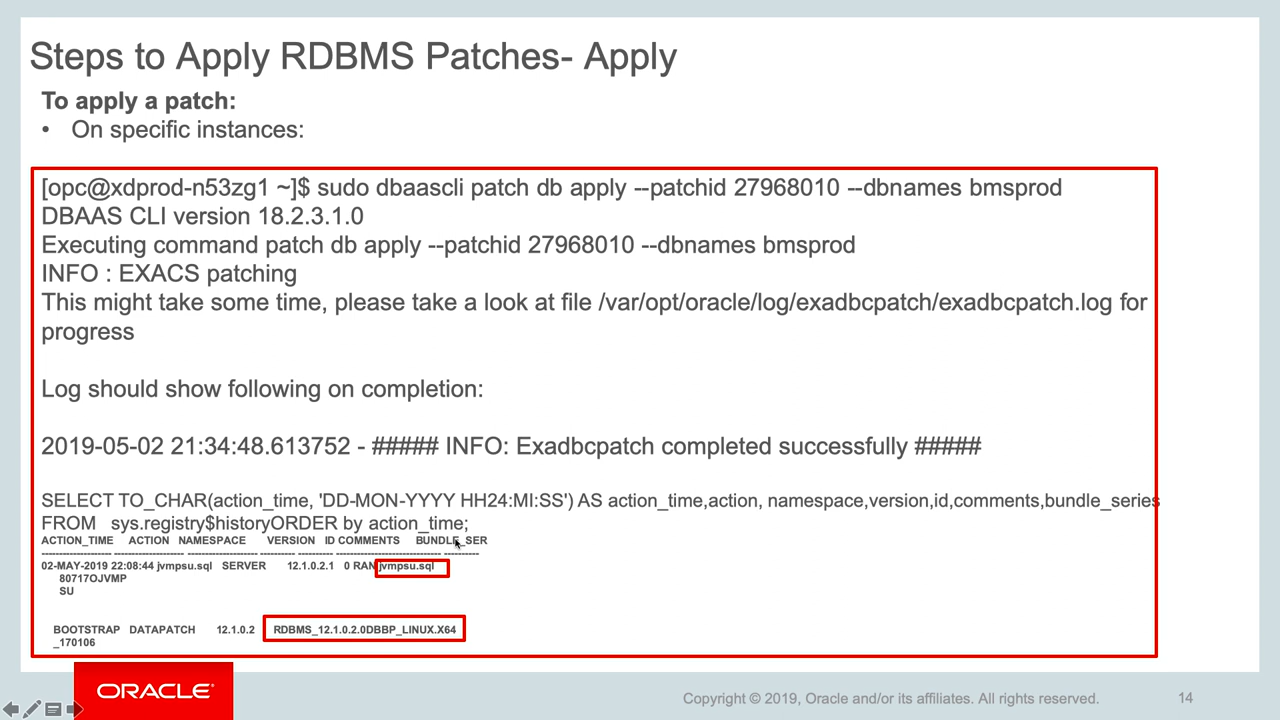 Steps to Apply RDBMS Patches- Apply
To apply a patch:
• On specific instances:
[opc@xdprod-n53zg1 ~]$ sudo dbaascli patch db apply --patchid 27968010 --dbnames bmsprod
DBAAS CLI version 18.2.3.1.0
Executing command patch db apply --patchid 27968010 --dbnames bmsprod
INFO : EXACS patching
This might take some time, please take a look at file /var/opt/oracle/log/exadbcpatch/exadbcpatch.log for
progress
Log should show following on completion:
2019-05-02 21:34:48.613752 - ##### INFO: Exadbcpatch completed successfully #####
SELECT TO_CHAR(action_time, 'DD-MON-YYYY HH24:MI:SS') AS action_time,action, namespace,version,id,comments,bundle_series
FROM sys.registry$historyORDER by action_time;
ACTION_TIME ACTION NAMESPACE VERSION ID COMMENTS BUNDLE_SER
-------------------- -------------------- -------------------- ---------- ---------- ------------------------------ ----------
02-MAY-2019 22:08:44 jvmpsu.sql SERVER 12.1.0.2.1 0 RAN jvmpsu.sql
80717OJVMP
SU
BOOTSTRAP DATAPATCH 12.1.0.2 RDBMS_12.1.0.2.0DBBP_LINUX.X64
_170106
ORACLE®
Copyright © 2019, Oracle and/or its affiliates. All rights reserved. 14